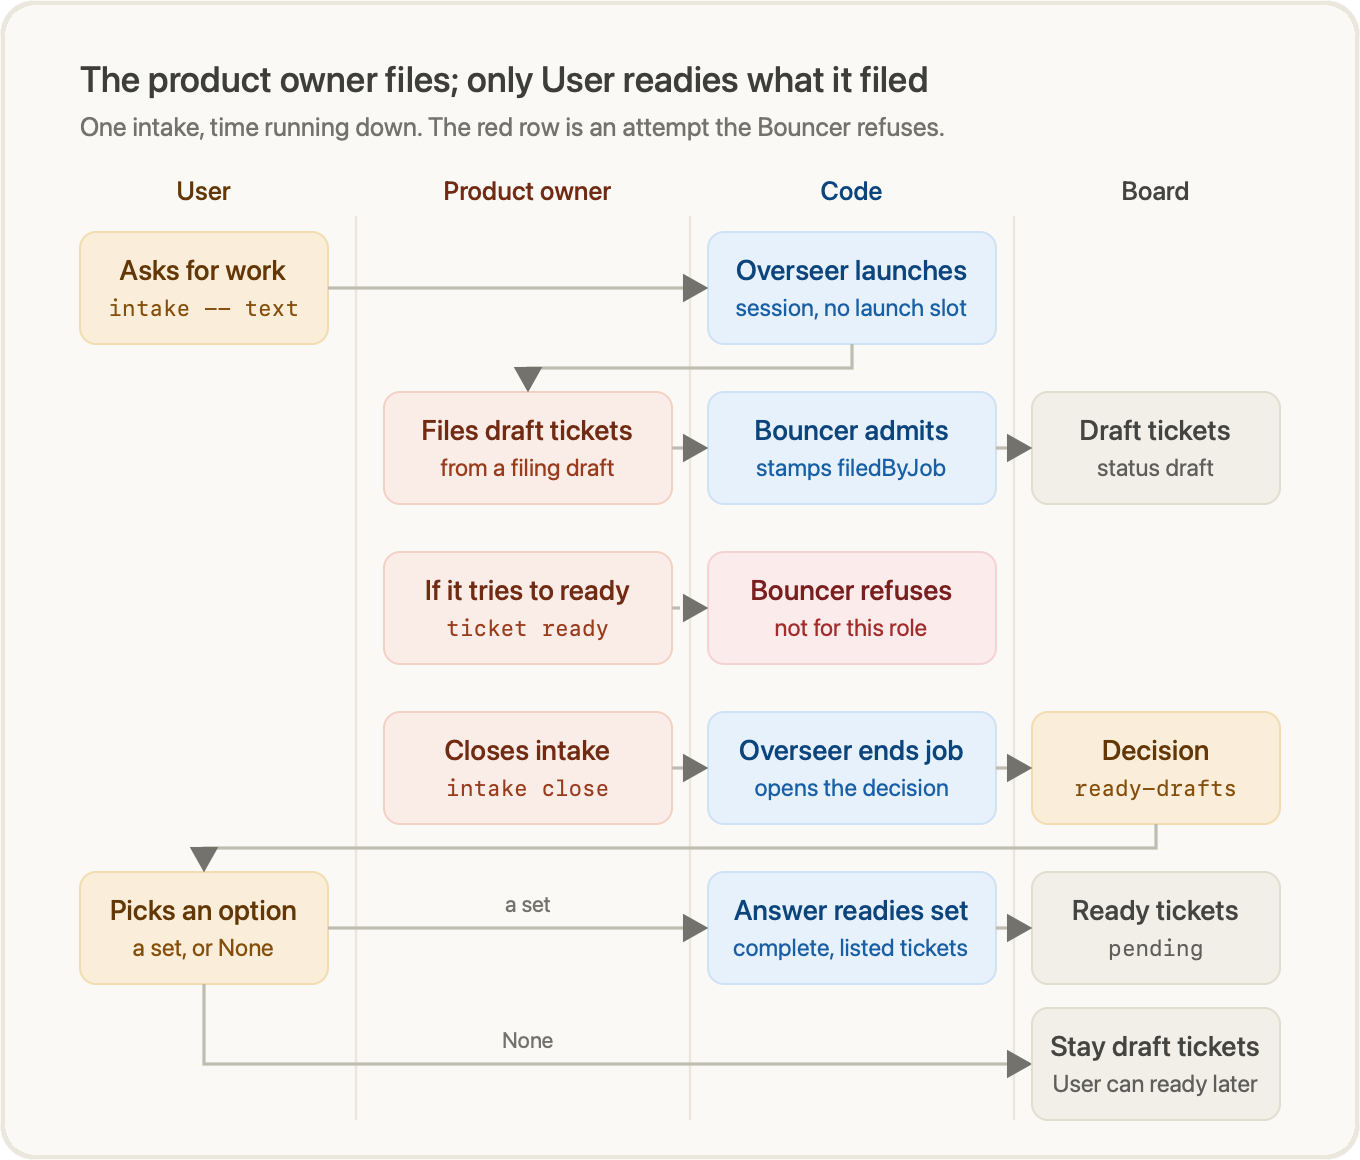 The product owner files; only User readies what it filed
One intake, time running down. The red row is an attempt the Bouncer refuses.
User
Product owner
Code
Board
Asks for work
intake -- text
Overseer launches
session, no launch slot
Files draft tickets
from a filing draft
Bouncer admits
stamps filedByJob
Draft tickets
status draft
If it tries to ready
ticket ready
Bouncer refuses
not for this role
Closes intake
intake close
Overseer ends job
opens the decision
Decision
ready-drafts
Picks an option
a set, or None
a set
Answer readies set
complete, listed tickets
Ready tickets
pending
None
Stay draft tickets
User can ready later